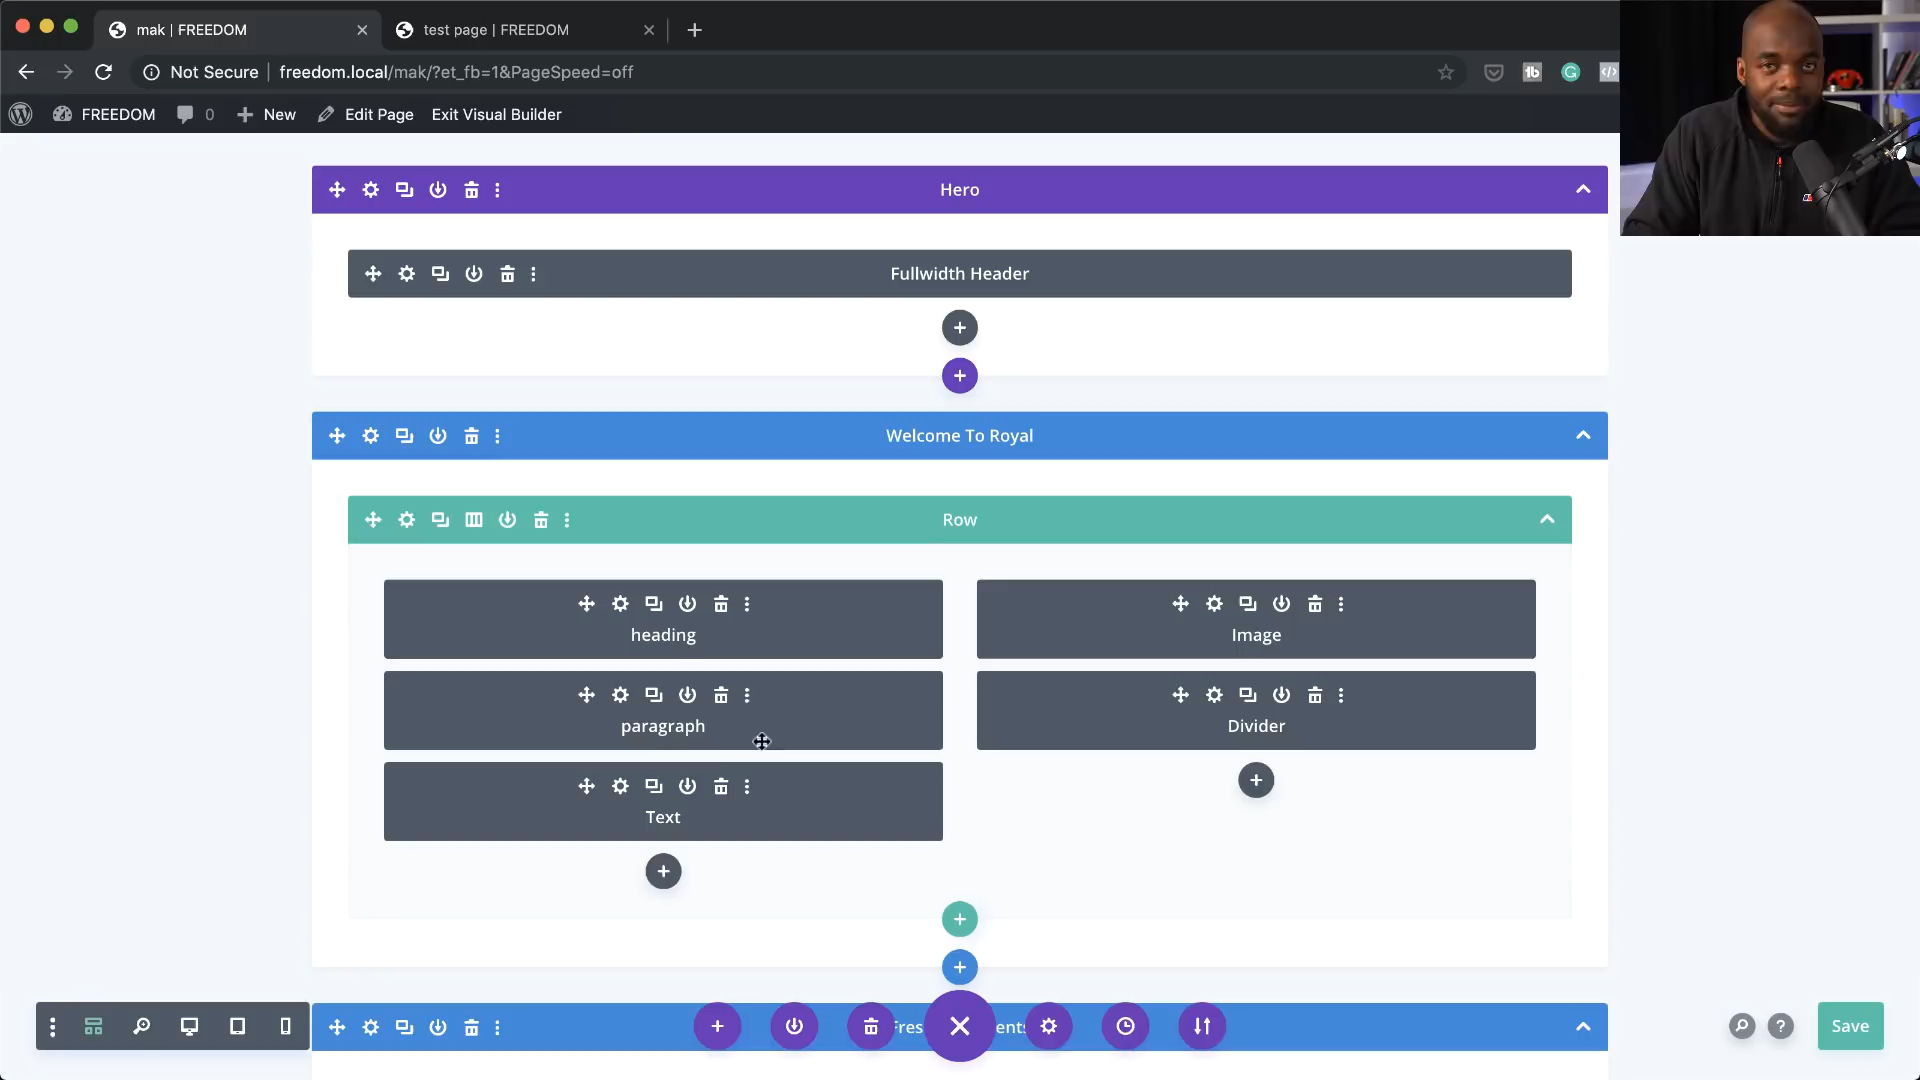 mak | FREEDOM
test page | FREEDOM
Not Secure
freedom.local/mak/?et_fb=1&PageSpeed=off
FREEDOM
0
New
Edit Page
Exit Visual Builder
Hero
Fullwidth Header
Welcome To Royal
Row
heading
Image
paragraph
Divider
Text
Save